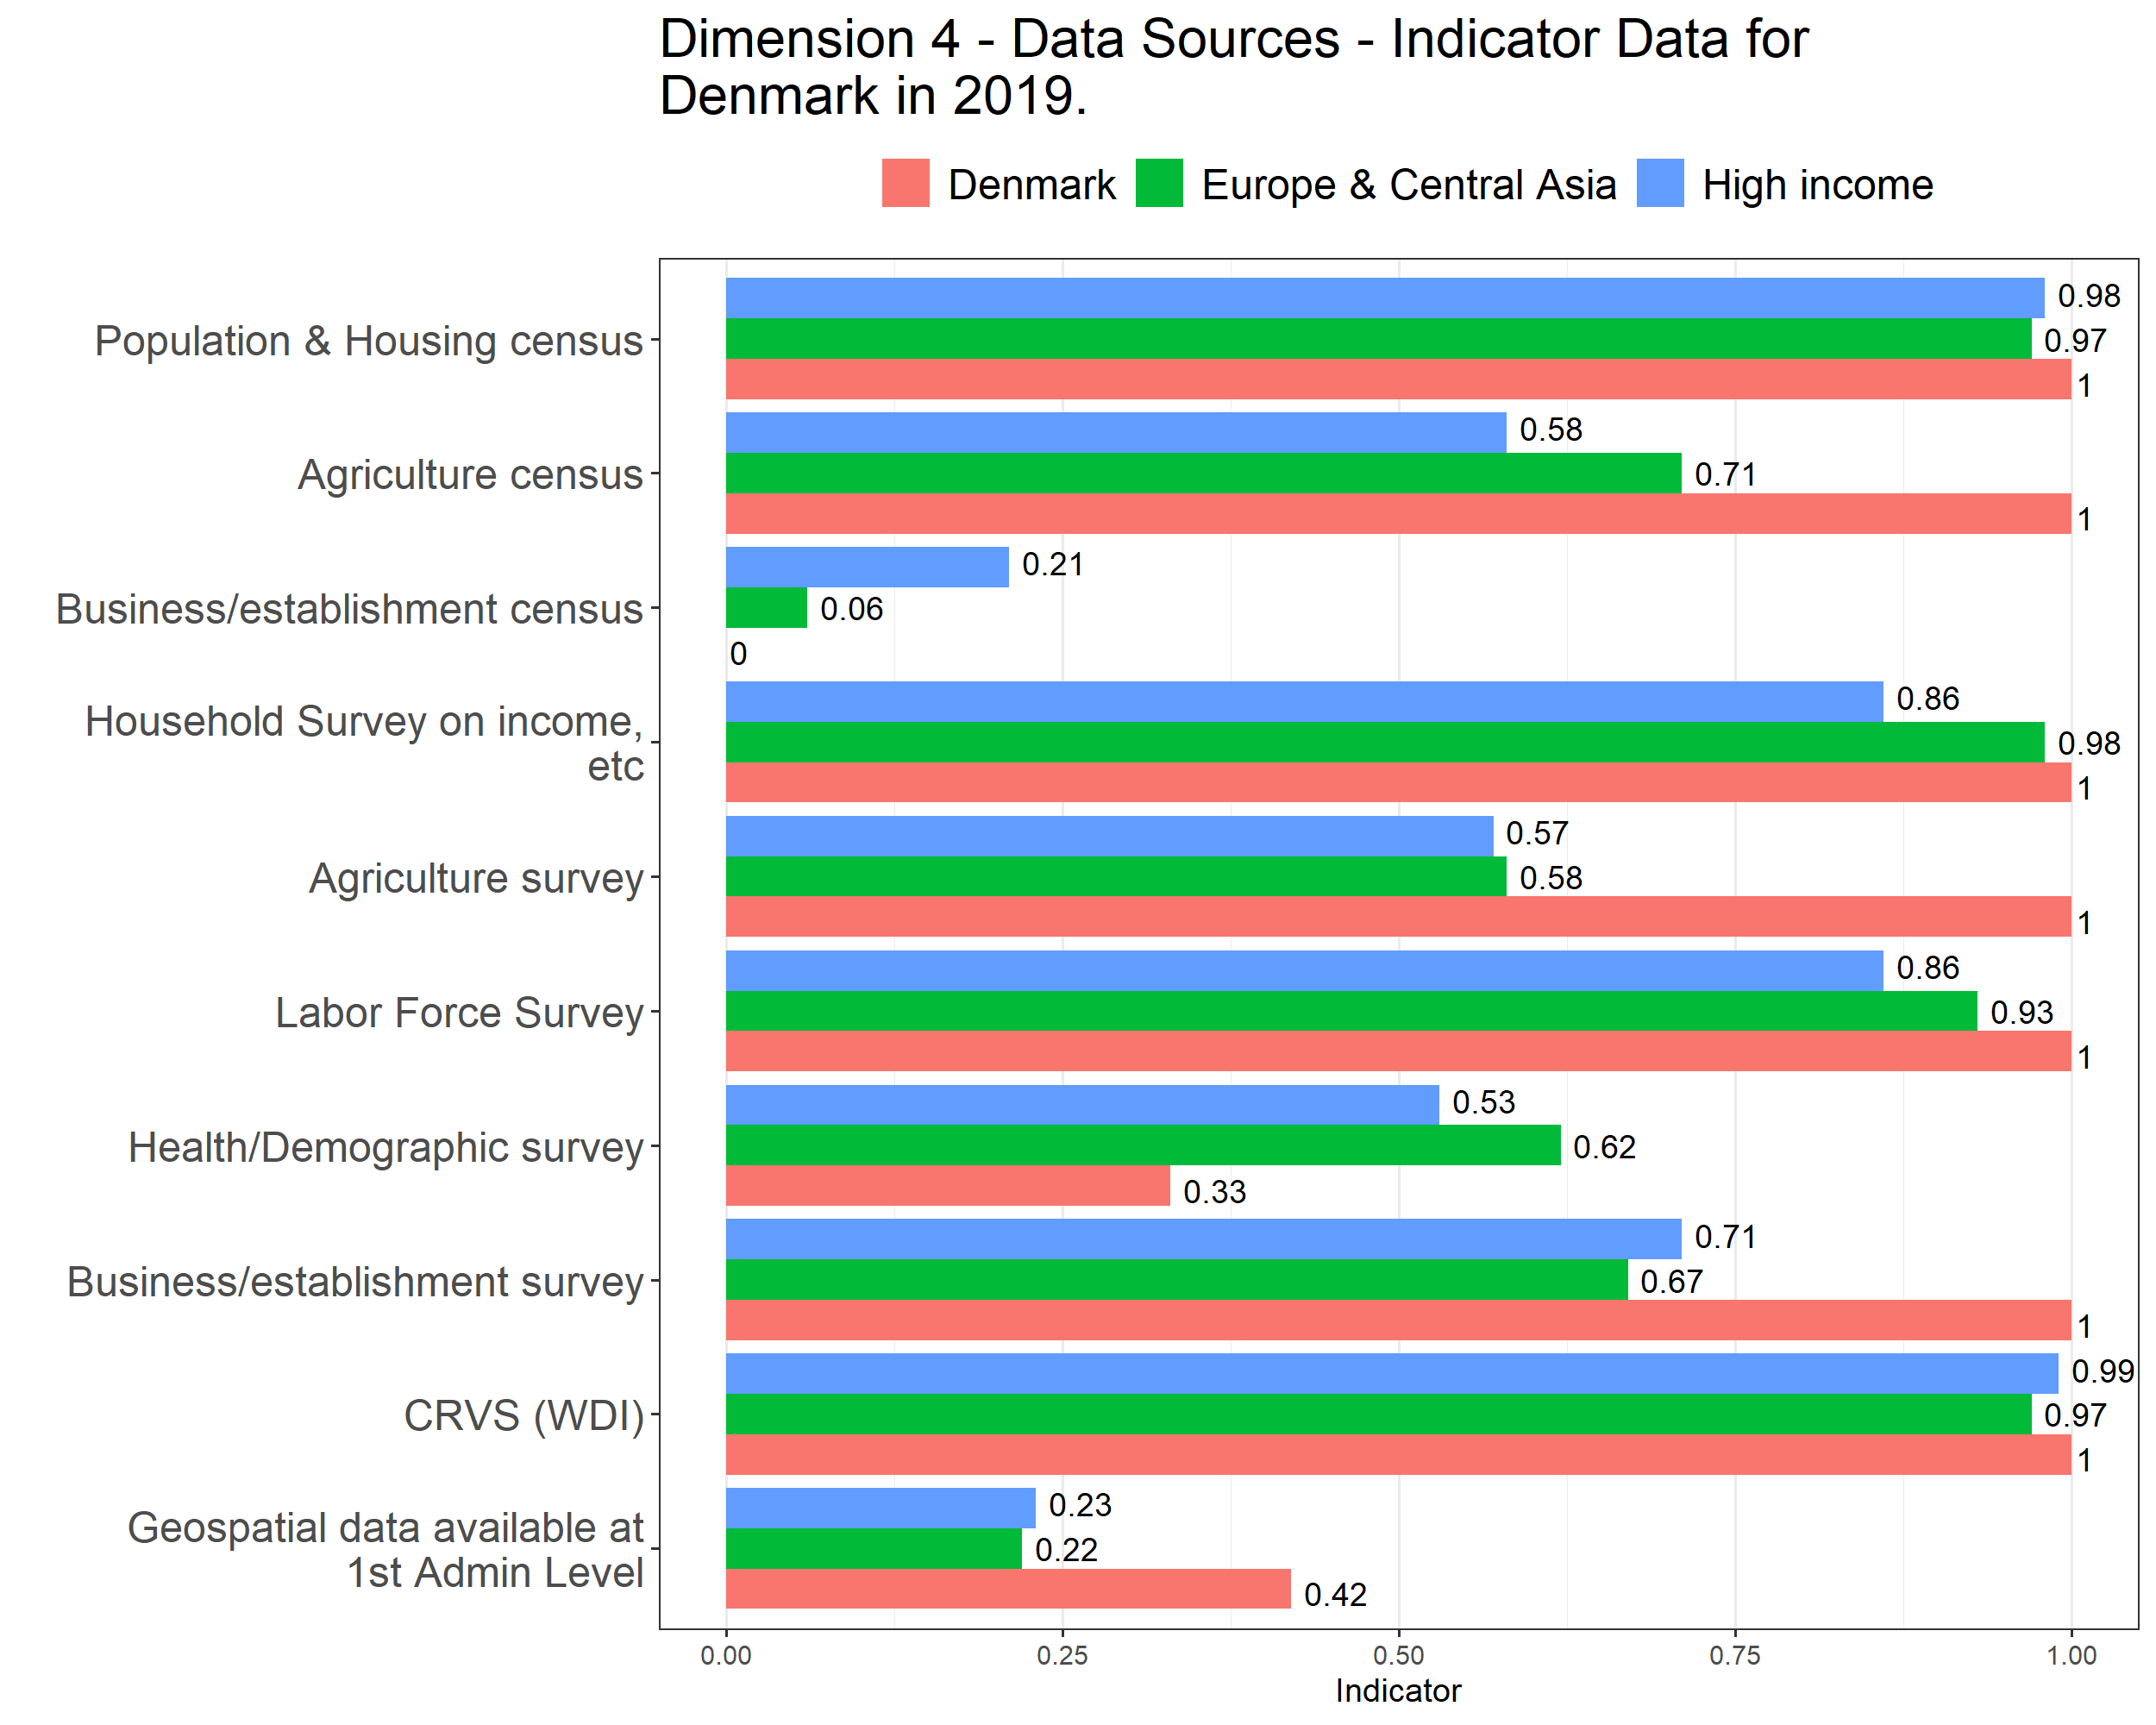 Dimension 4 - Data Sources - Indicator Data for
Denmark in 2019.
Denmark
Europe & Central Asia
High income
Population & Housing census
0.98
0.97
1
Agriculture census
0.58
0.71
1
Business/establishment census
0.21
0.06
0
Household Survey on income,
etc
0.86
0.98
1
Agriculture survey
0.57
0.58
1
Labor Force Survey
0.86
0.93
1
Health/Demographic survey
0.53
0.62
0.33
Business/establishment survey
0.71
0.67
1
CRVS (WDI)
0.99
0.97
1
Geospatial data available at
1st Admin Level
0.23
0.22
0.42
0.00
0.25
0.50
0.75
1.00
Indicator